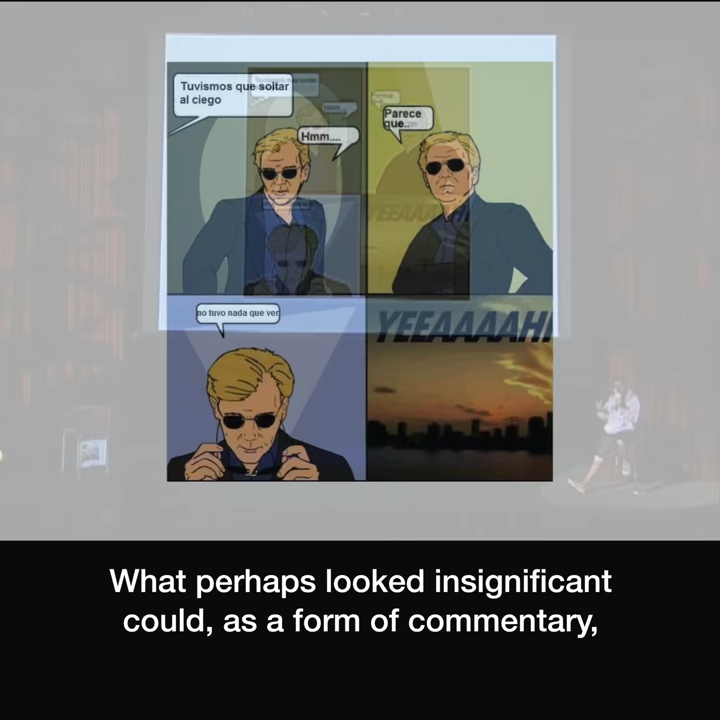 Tuvismos que soltar
al ciego
Hmm....
Parece
que..
no tuvo nada que ver
YEEAAAAH
What perhaps looked insignificant
could, as a form of commentary,